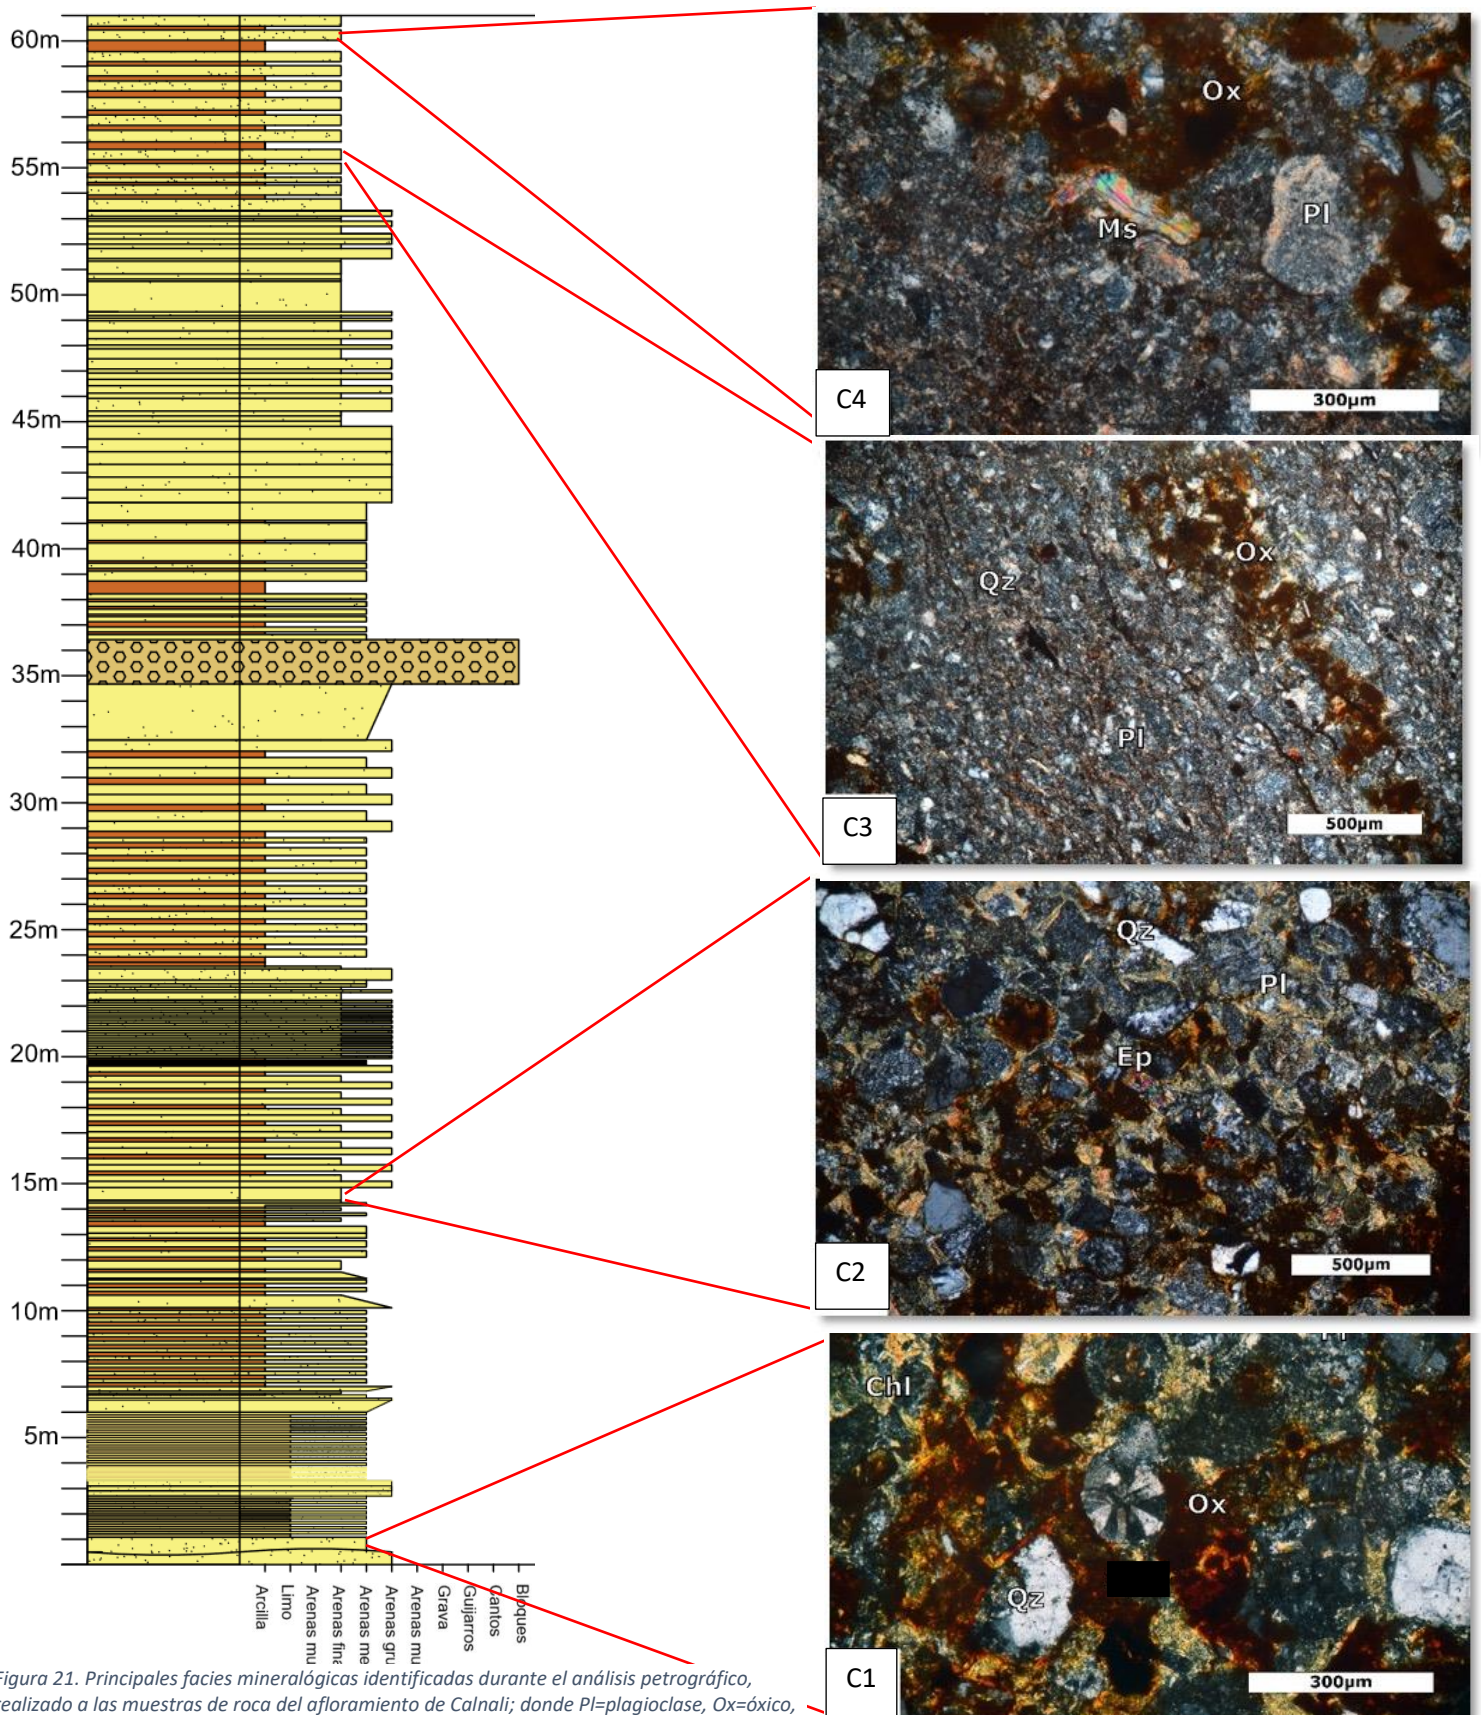 60m
55m
50m
45m
40m
35m
30m
25m
20m
15m
10m
5m
Arcilla
Limo
Arenas mu
Arenas fina
Arenas me
Arenas gru
Arenas mu
Grava
Guijarros
Cantos
Bloques
Ox
Ms
Pl
C4
300µm
Qz
Ox
Pl
C3
500µm
Qz
Pl
Ep
C2
500µm
Chl
Ox
Qz
C1
300µm
Figura 21. Principales facies mineralógicas identificadas durante el análisis petrográfico,
realizado a las muestras de roca del afloramiento de Calnali; donde Pl=plagioclase, Ox=óxico,